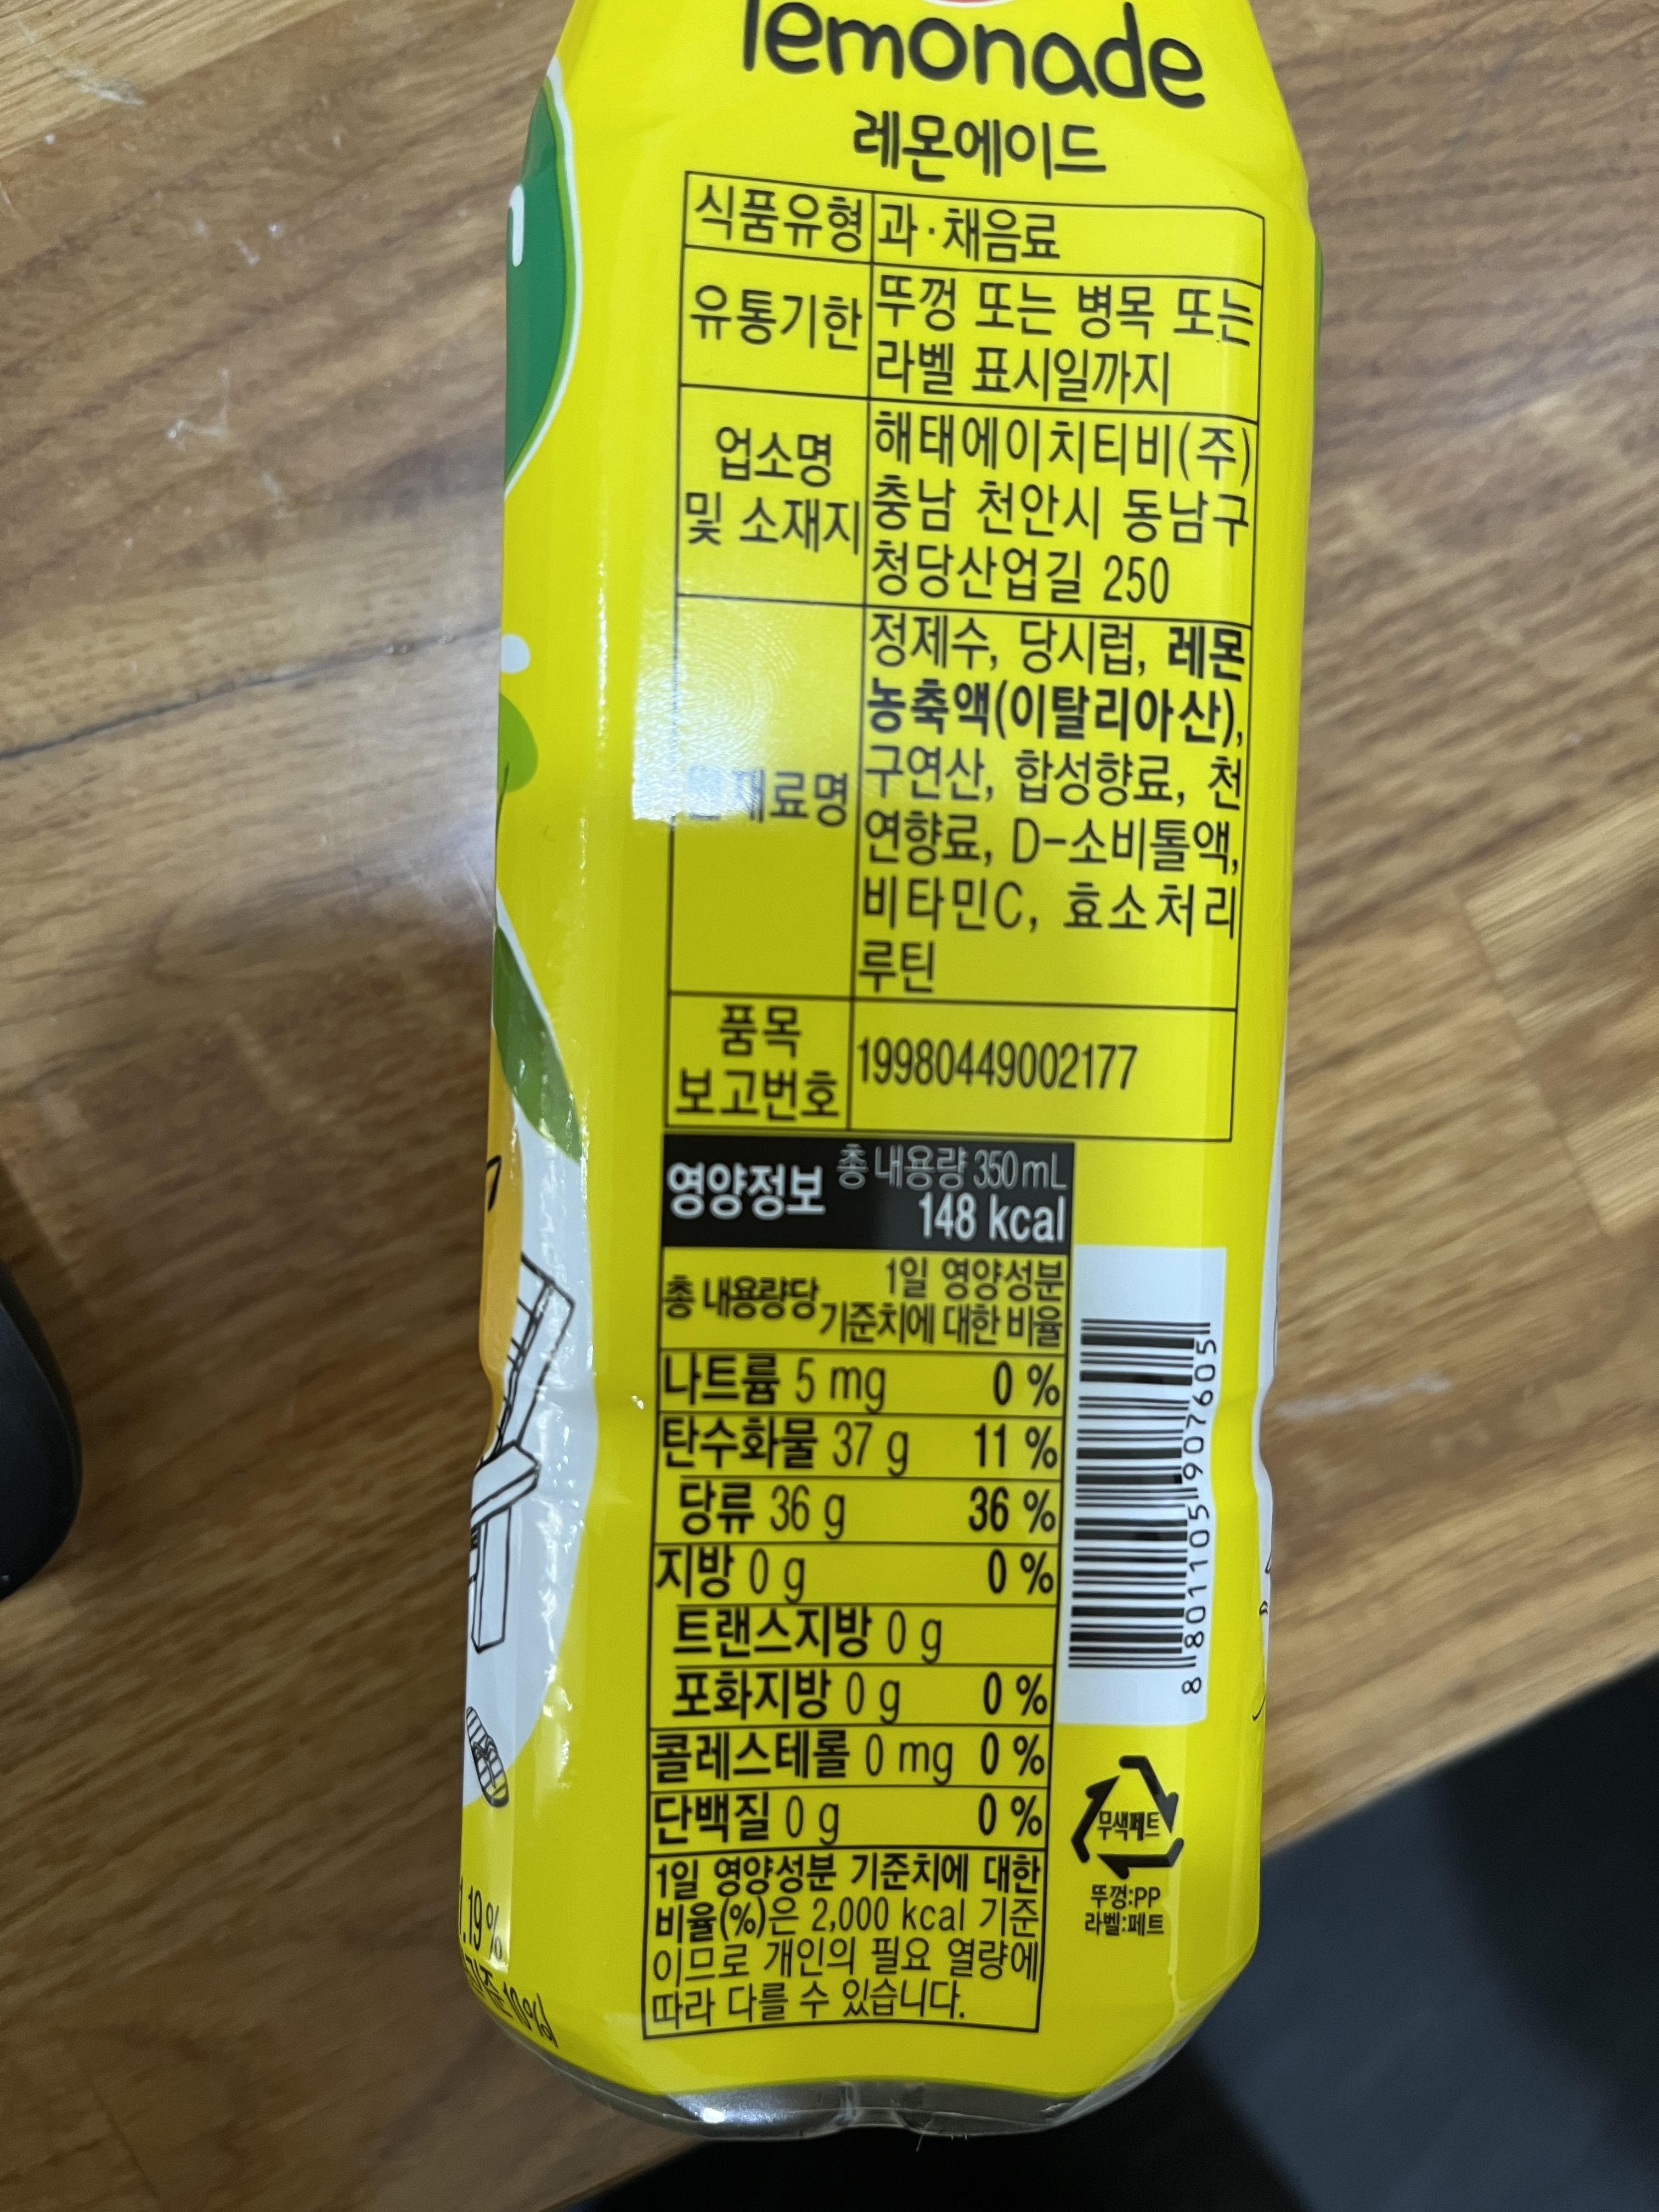 lemonade
레몬에이드
식품유형 과·채음료
유통기한 뚜껑 또는 병목 또는
라벨 표시일까지
업소명
및 소재지
해태에이치티비(주)
충남 천안시 동남구
청당산업길 250
정제수, 당시럽, 레몬
농축액(이탈리아산),
구연산, 합성향료, 천
연향료, D-소비톨액,
비타민C, 효소처리
루틴
품목
보고번호
19980449002177
영양정보
총 내용량 350mL
148 kcal
총 내용량당
1일 영양성분
기준치에 대한 비율
나트륨 5 mg 0 %
탄수화물 37 g 11 %
당류 36 g 36 %
지방 0 g 0 %
트랜스지방 0 g
포화지방 0 g 0 %
콜레스테롤 0 mg 0 %
단백질 0 g 0 %
1일 영양성분 기준치에 대한
비율(%)은 2,000 kcal 기준
이므로 개인의 필요 열량에
따라 다를 수 있습니다.
8 801105 907605
무색페트
뚜껑:PP
라벨:페트